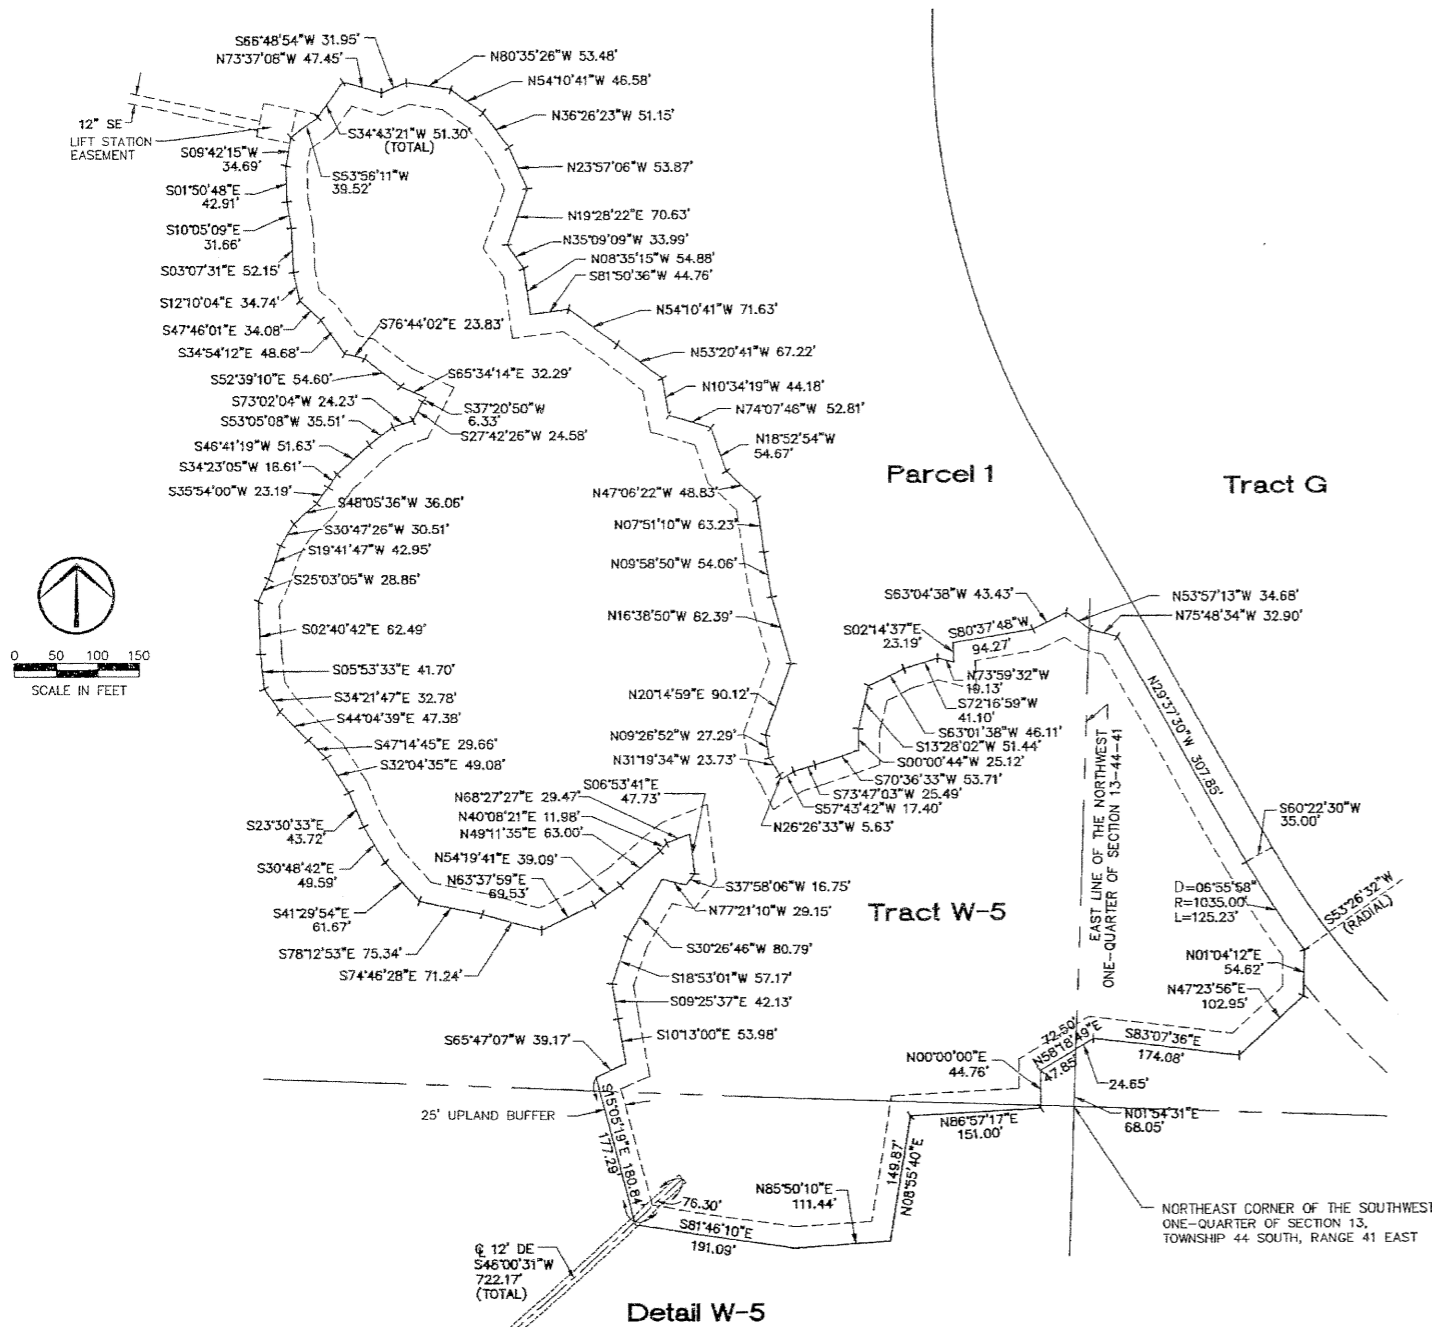 S66°48'54"W 31.95'
N73°37'08"W 47.45'
N80°35'26"W 53.48'
N54°10'41"W 46.58'
N36°26'23"W 51.15'
12" SE
LIFT STATION
EASEMENT
S34°43'21"W 51.30'
(TOTAL)
S09°42'15"W
34.69'
S53°56'11"W
39.52'
N23°57'06"W 53.87'
S01°50'48"E
42.91'
N19°28'22"E 70.63'
S10°05'09"E
31.66'
N35°09'09"W 33.99'
N08°35'15"W 54.88'
S03°07'31"E 52.15'
S81°50'36"W 44.76'
S12°10'04"E 34.74'
N54°10'41"W 71.63'
S47°46'01"E 34.08'
S76°44'02"E 23.83'
S34°54'12"E 48.68'
N53°20'41"W 67.22'
S52°39'10"E 54.60'
S65°34'14"E 32.29'
N10°34'19"W 44.18'
S73°02'04"W 24.23'
S37°20'50"W
6.33'
N74°07'46"W 52.81'
S53°05'08"W 35.51'
S27°42'26"W 24.58'
S46°41'19"W 51.63'
N18°52'54"W
54.67'
S34°23'05"W 18.61'
Parcel 1
Tract G
S35°54'00"W 23.19'
N47°06'22"W 48.83'
S48°05'36"W 36.06'
N07°51'10"W 63.23'
S30°47'26"W 30.51'
S19°41'47"W 42.95'
N09°58'50"W 54.06'
S25°03'05"W 28.86'
S63°04'38"W 43.43'
N53°57'13"W 34.68'
N75°48'34"W 32.90'
N16°38'50"W 82.39'
S02°40'42"E 62.49'
S02°14'37"E
23.19'
S80°37'48"W
94.27'
0 50 100 150
SCALE IN FEET
S05°53'33"E 41.70'
N73°59'32"W
19.13'
N20°14'59"E 90.12'
S72°16'59"W
41.10'
S34°21'47"E 32.78'
S63°01'38"W 46.11'
S44°04'39"E 47.38'
N09°26'52"W 27.29'
S13°28'02"W 51.44'
S47°14'45"E 29.66'
N31°19'34"W 23.73'
S00°00'44"W 25.12'
S32°04'35"E 49.08'
S70°36'33"W 53.71'
S73°47'03"W 25.49'
S57°43'42"W 17.40'
N26°26'33"W 5.63'
EAST LINE OF THE NORTHWEST
ONE-QUARTER OF SECTION 13-44-41
N29°37'30"W 307.85'
S60°22'30"W
35.00'
S06°53'41"E
47.73'
N68°27'27"E 29.47'
N40°08'21"E 11.98'
N49°11'35"E 63.00'
S23°30'33"E
43.72'
N54°19'41"E 39.09'
N63°37'59"E
69.53'
S30°48'42"E
49.59'
S37°58'06"W 16.75'
N77°21'10"W 29.15'
D=06°55'58"
R=1035.00'
L=125.23'
S53°26'32"W
(RADIAL)
S41°29'54"E
61.67'
Tract W-5
S30°26'46"W 80.79'
S78°12'53"E 75.34'
S74°46'28"E 71.24'
S18°53'01"W 57.17'
N01°04'12"E
54.62'
S09°25'37"E 42.13'
N47°23'56"E
102.95'
S10°13'00"E 53.98'
S65°47'07"W 39.17'
72.50'
N58°18'49"E
47.85'
S83°07'36"E
174.08'
N00°00'00"E
44.76'
24.65'
25' UPLAND BUFFER
S15°05'19"E 180.84'
177.29'
N86°57'17"E
151.00'
N01°54'31"E
68.05'
149.87'
N08°55'40"E
N85°50'10"E
111.44'
76.30'
S81°46'10"E
191.09'
NORTHEAST CORNER OF THE SOUTHWEST
ONE-QUARTER OF SECTION 13,
TOWNSHIP 44 SOUTH, RANGE 41 EAST
℄ 12' DE
S46°00'31"W
722.17'
(TOTAL)
Detail W-5